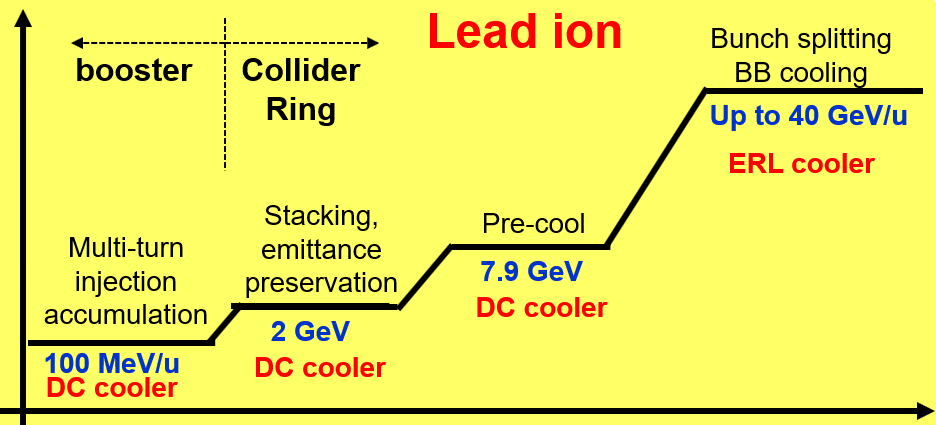 Lead ion
booster
Collider
Ring
Multi-turn
injection
accumulation
100 MeV/u
DC cooler
Stacking,
emittance
preservation
2 GeV
DC cooler
Pre-cool
7.9 GeV
DC cooler
Bunch splitting
BB cooling
Up to 40 GeV/u
ERL cooler